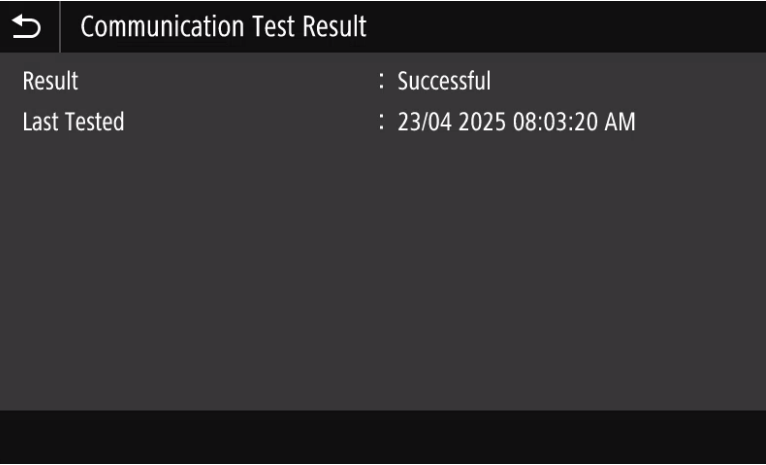 Communication Test Result
Result : Successful
Last Tested : 23/04 2025 08:03:20 AM